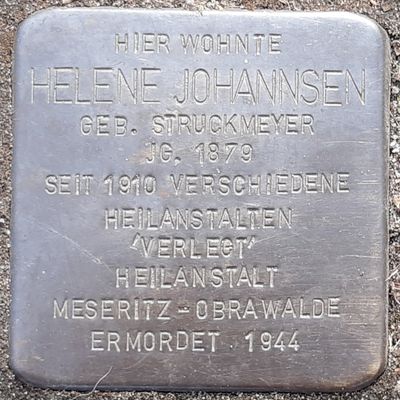 HIER WOHNTE
HELENE JOHANNSEN
GEB. STRUCKMEYER
JG. 1879
SEIT 1910 VERSCHIEDENE
HEILANSTALTEN
'VERLEGT'
HEILANSTALT
MESERITZ-OBRAWALDE
ERMORDET 1944